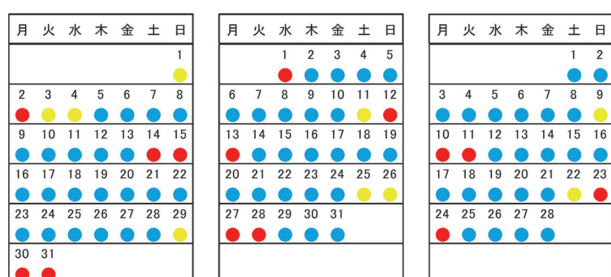 月 火 水 木 金 土 日
1
2 3 4 5 6 7 8
9 10 11 12 13 14 15
16 17 18 19 20 21 22
23 24 25 26 27 28 29
30 31
月 火 水 木 金 土 日
1 2 3 4 5
6 7 8 9 10 11 12
13 14 15 16 17 18 19
20 21 22 23 24 25 26
27 28 29 30 31
月 火 水 木 金 土 日
1 2
3 4 5 6 7 8 9
10 11 12 13 14 15 16
17 18 19 20 21 22 23
24 25 26 27 28